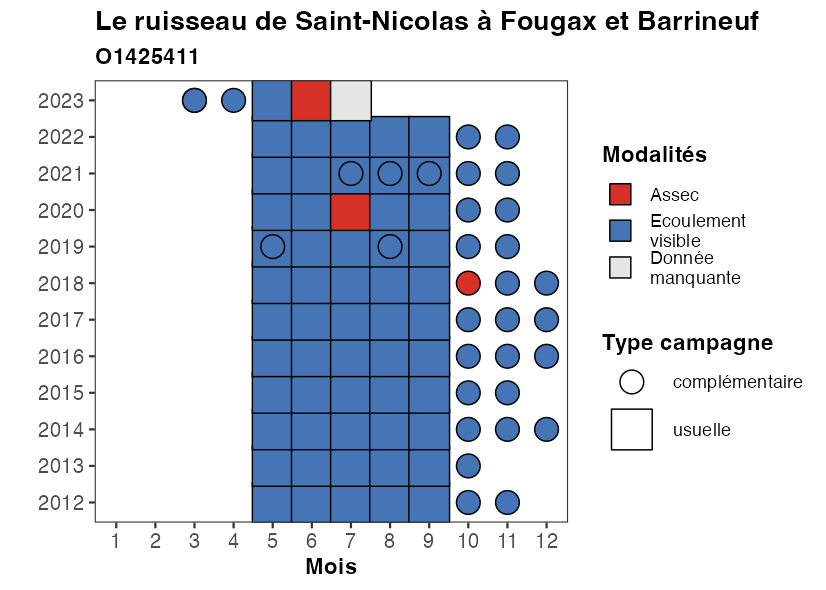 Le ruisseau de Saint-Nicolas à Fougax et Barrineuf
O1425411
2023
2022
2021
2020
2019
2018
2017
2016
2015
2014
2013
2012
1 2 3 4 5 6 7 8 9 10 11 12
Mois
Modalités
Assec
Ecoulement
visible
Donnée
manquante
Type campagne
complémentaire
usuelle